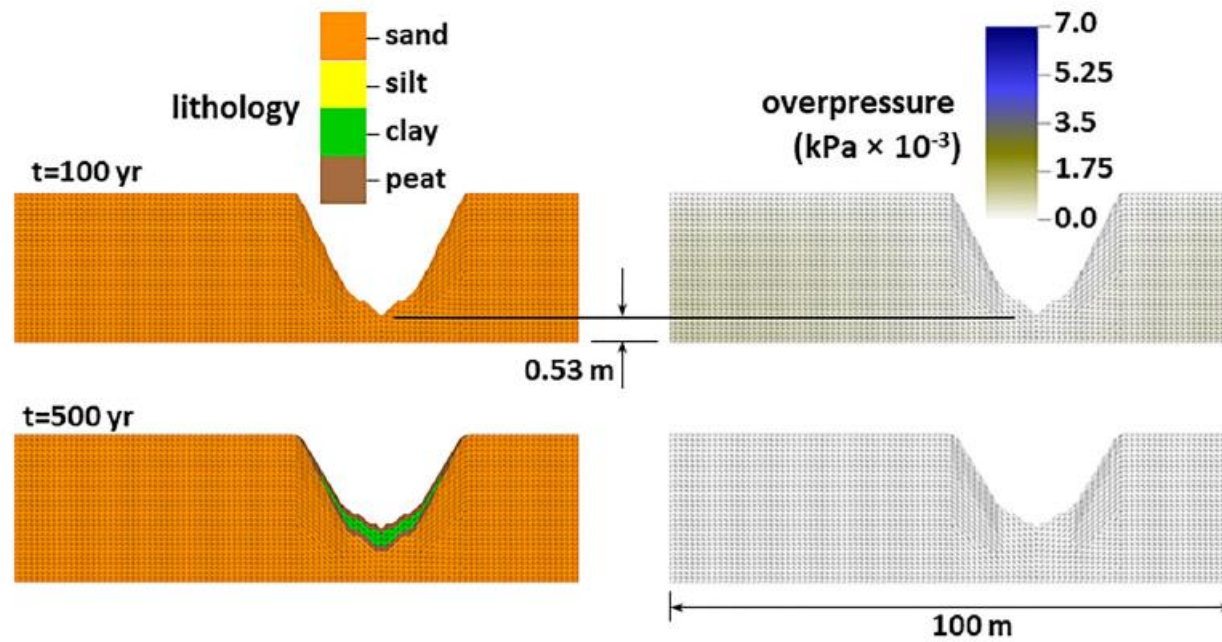 sand
silt
lithology
clay
peat
t=100 yr
7.0
5.25
overpressure
3.5
(kPa × 10⁻³)
1.75
0.0
0.53 m
t=500 yr
100 m